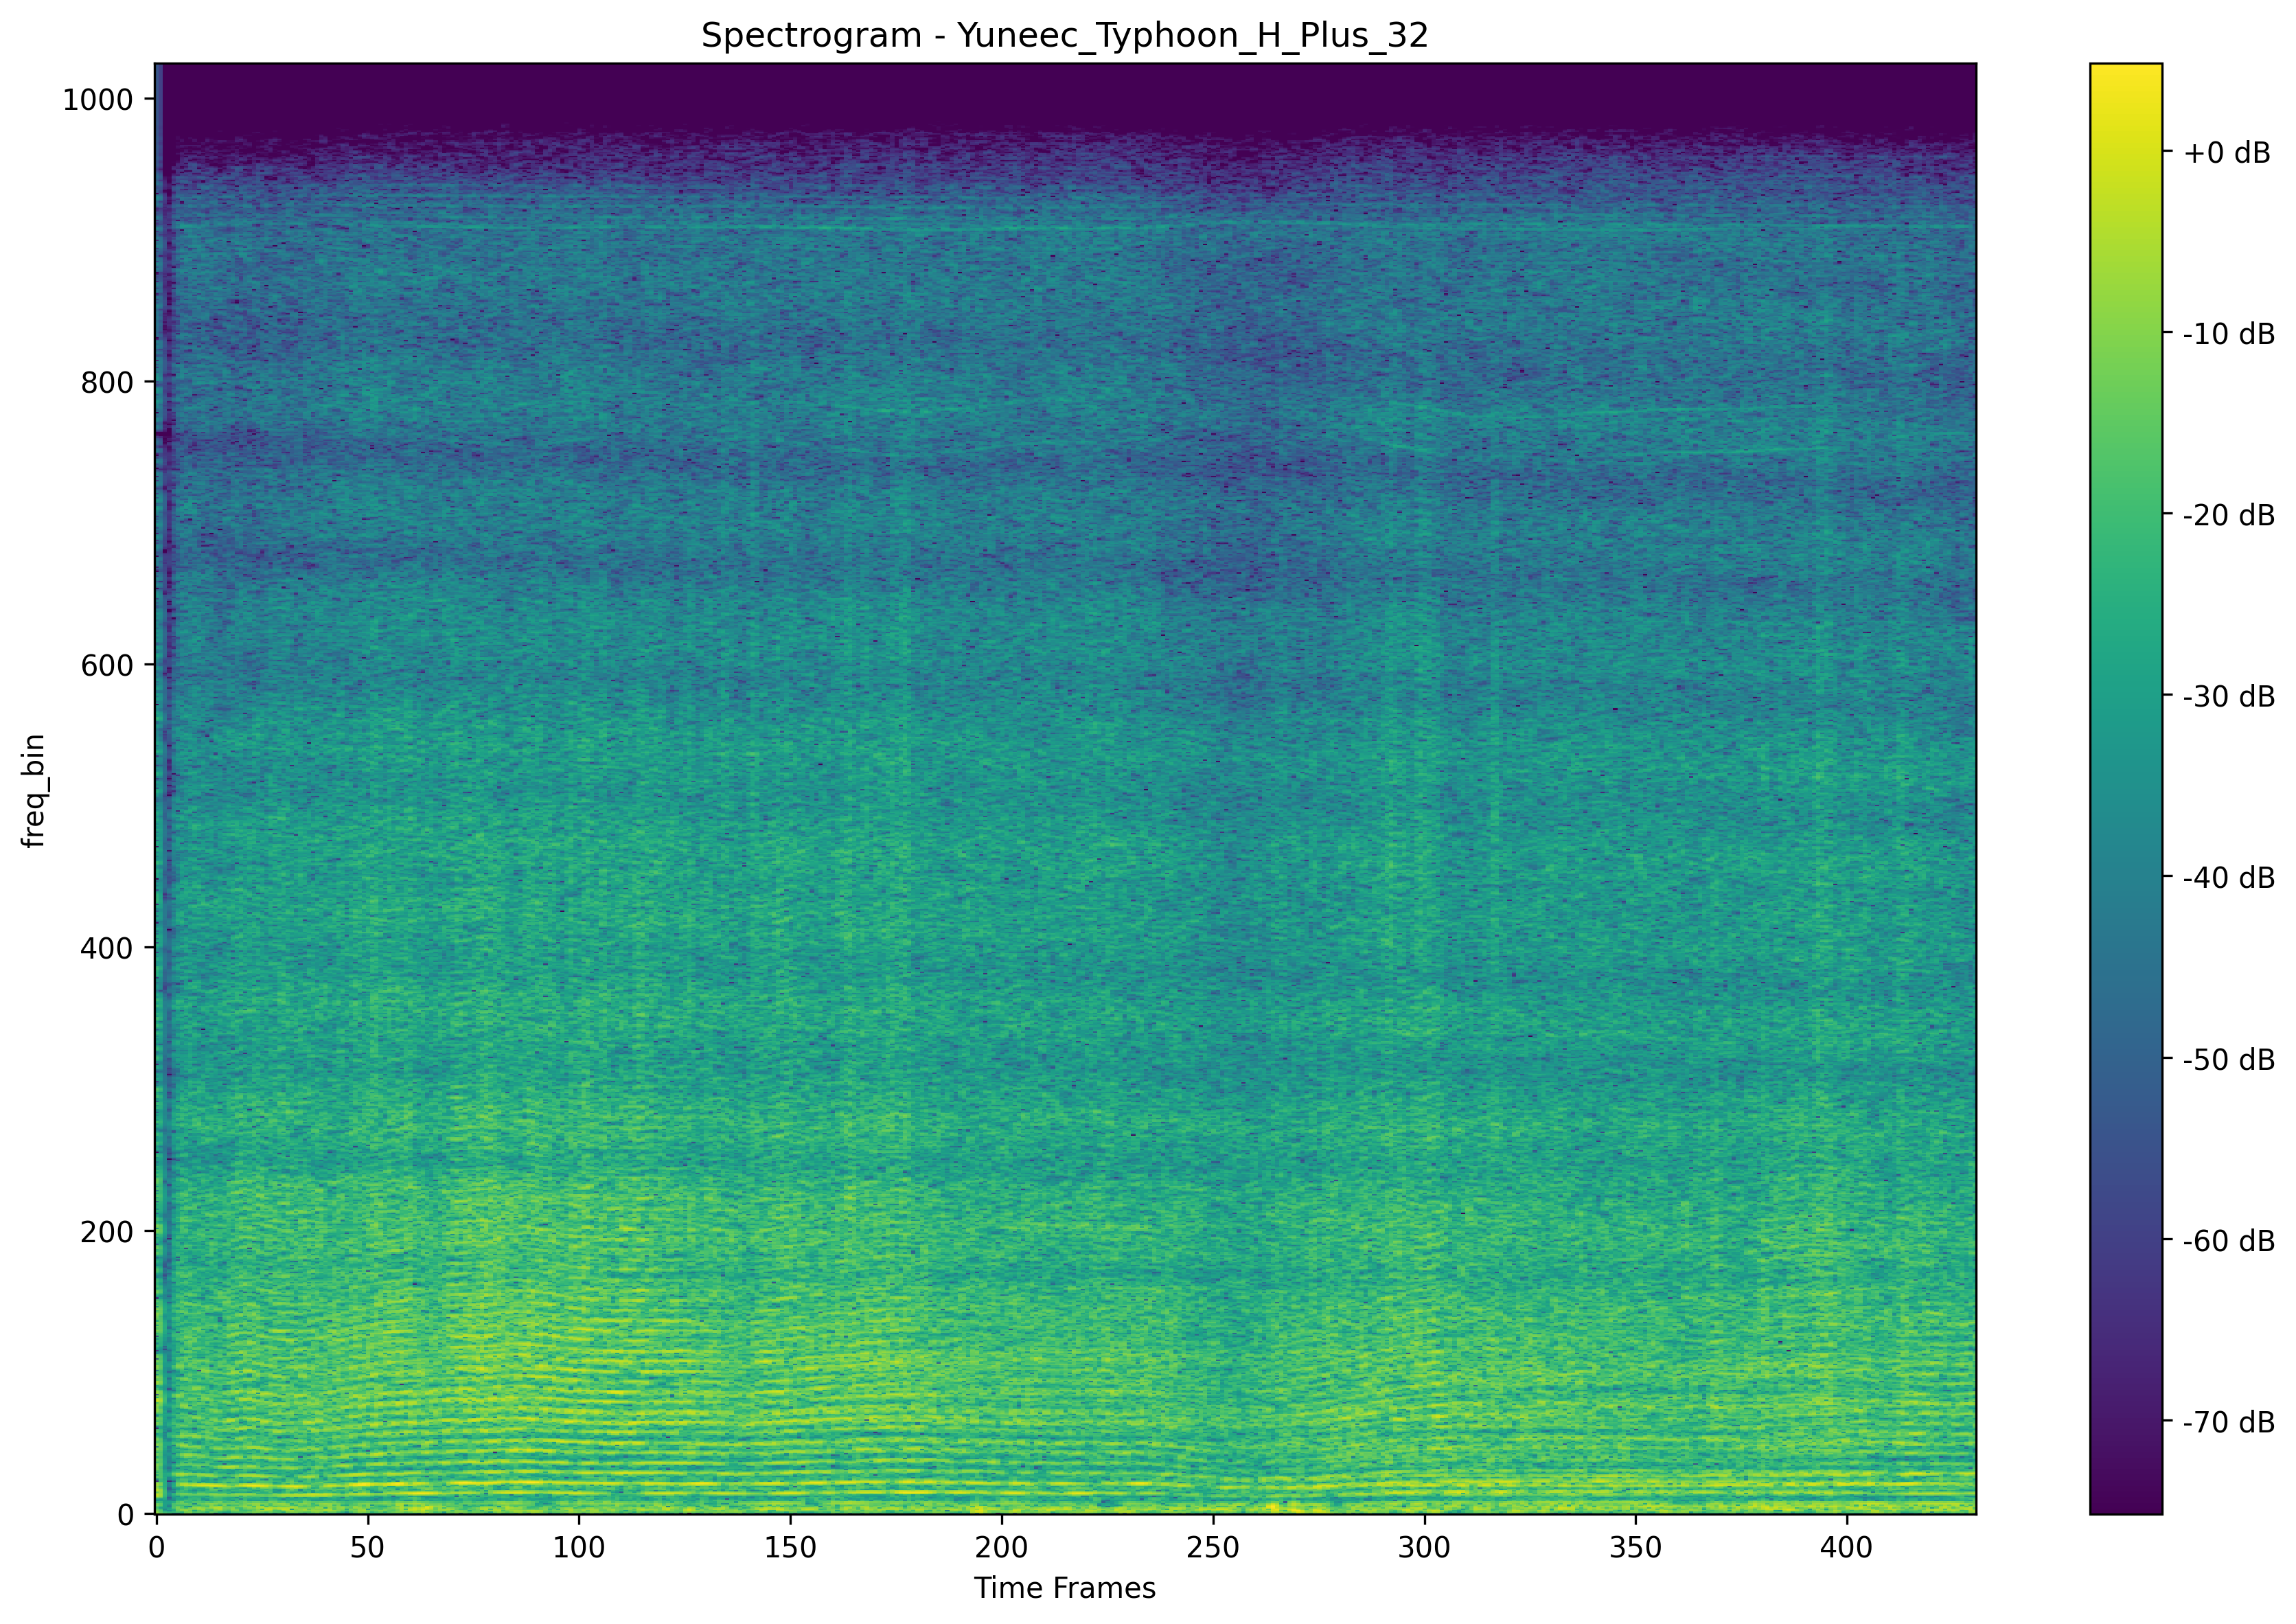 Spectrogram - Yuneec_Typhoon_H_Plus_32
1000
800
600
400
200
0
freq_bin
0 50 100 150 200 250 300 350 400
Time Frames
+0 dB
-10 dB
-20 dB
-30 dB
-40 dB
-50 dB
-60 dB
-70 dB